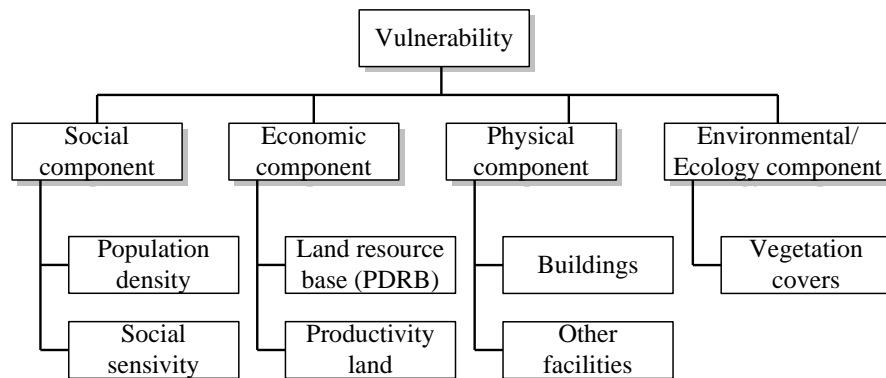 Vulnerability
Social
component
Economic
component
Physical
component
Environmental/
Ecology component
Population
density
Land resource
base (PDRB)
Buildings
Vegetation
covers
Social
sensivity
Productivity
land
Other
facilities